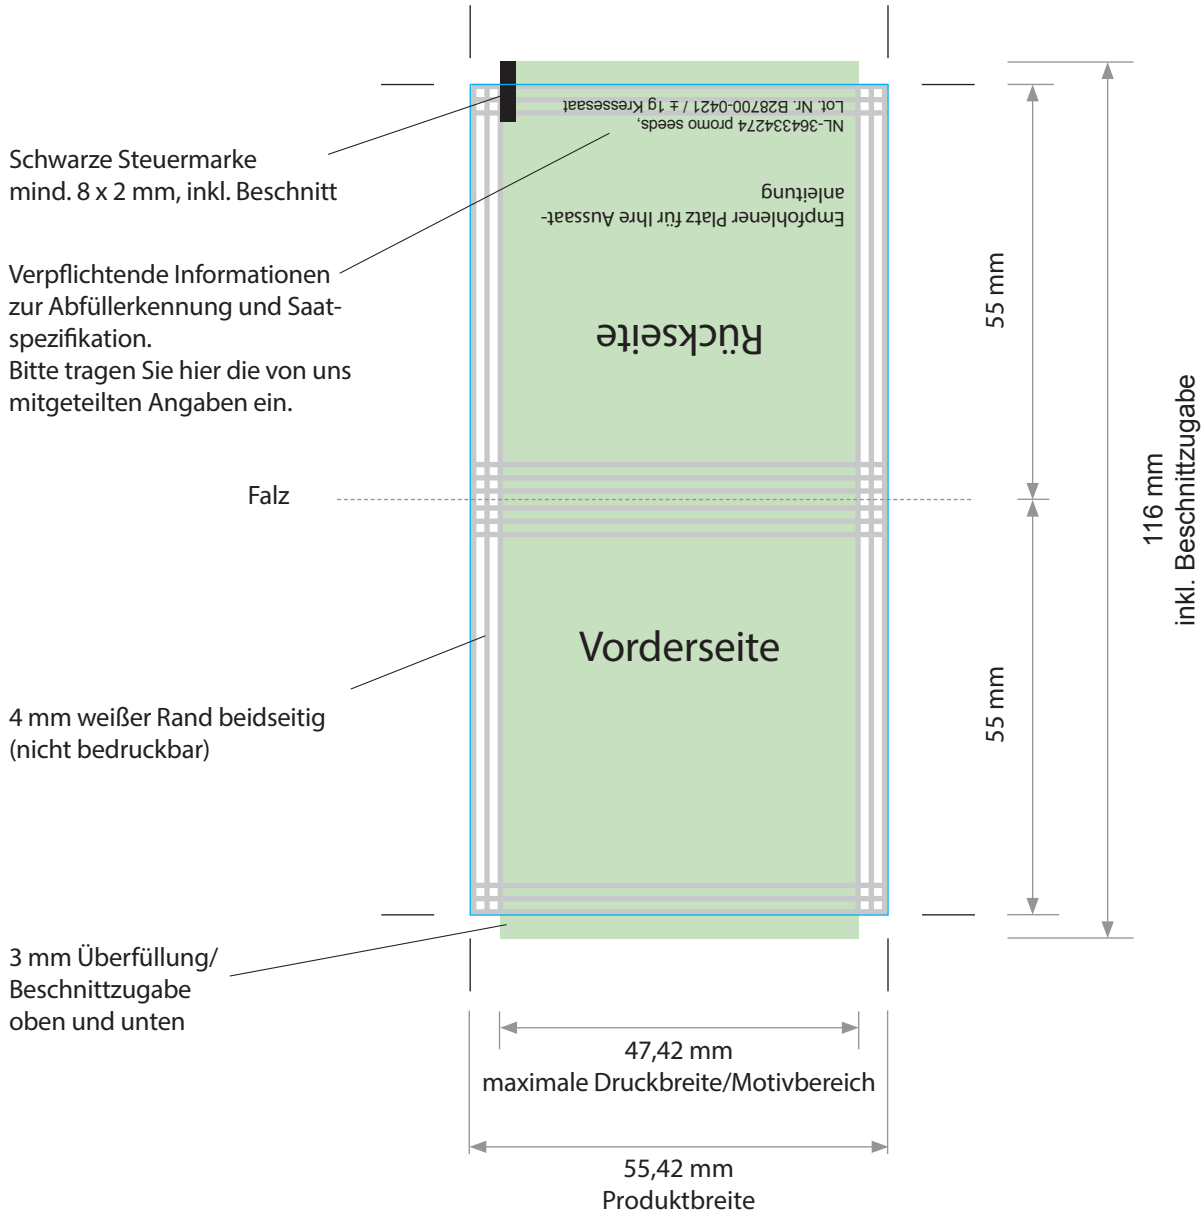 Schwarze Steuermarke
mind. 8 x 2 mm, inkl. Beschnitt
Verpflichtende Informationen
zur Abfüllerkennung und Saat-
spezifikation.
Bitte tragen Sie hier die von uns
mitgeteilten Angaben ein.
Falz
4 mm weißer Rand beidseitig
(nicht bedruckbar)
3 mm Überfüllung/
Beschnittzugabe
oben und unten
Rückseite
Empfohlener Platz für Ihre Aussaat-
anleitung
NL-36434274 promo seeds,
Lot. Nr. B28700-0421 / ± 1g Kressesaat
Vorderseite
55 mm
55 mm
116 mm
inkl. Beschnittzugabe
47,42 mm
maximale Druckbreite/Motivbereich
55,42 mm
Produktbreite